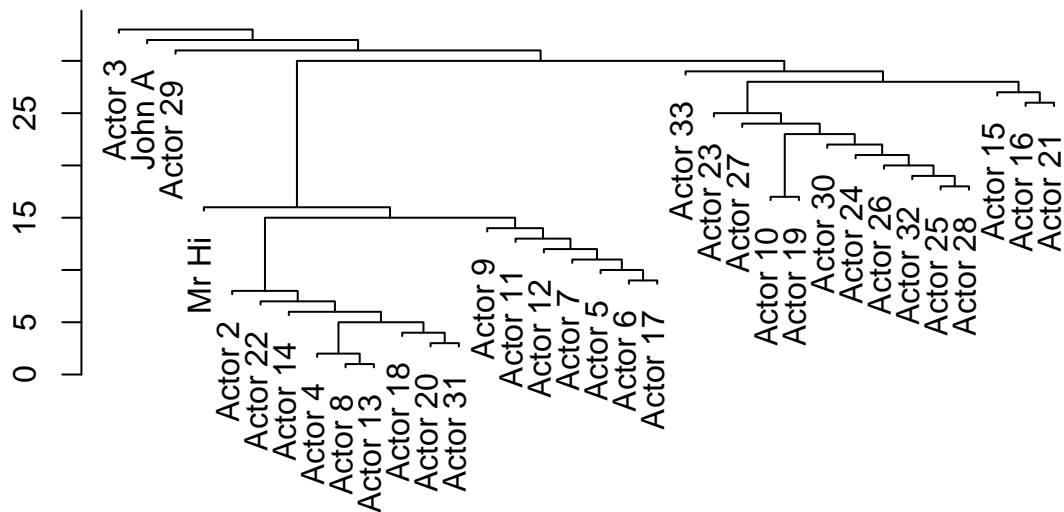 0
5
15
25
Actor 3
John A
Actor 29
Mr Hi
Actor 2
Actor 22
Actor 14
Actor 4
Actor 8
Actor 13
Actor 18
Actor 20
Actor 31
Actor 9
Actor 11
Actor 12
Actor 7
Actor 5
Actor 6
Actor 17
Actor 33
Actor 23
Actor 27
Actor 10
Actor 19
Actor 30
Actor 24
Actor 26
Actor 32
Actor 25
Actor 28
Actor 15
Actor 16
Actor 21